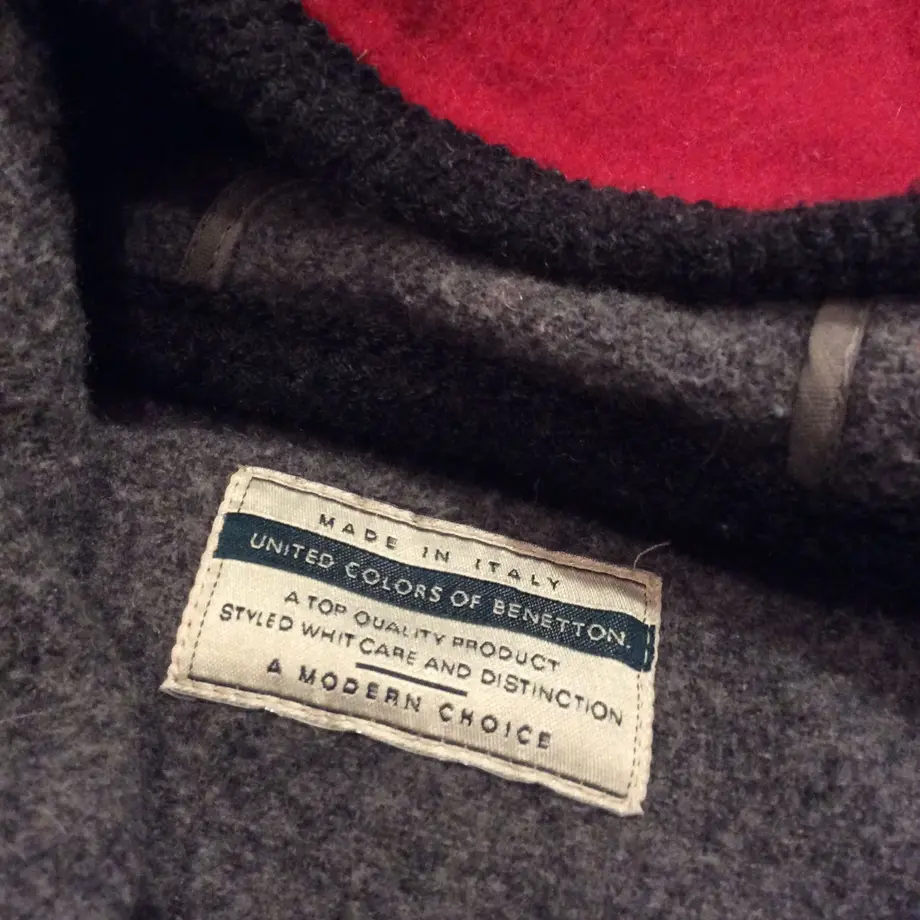 MADE IN ITALY
UNITED COLORS OF BENETTON.
A TOP QUALITY PRODUCT
STYLED WHIT CARE AND DISTINCTION
A MODERN CHOICE